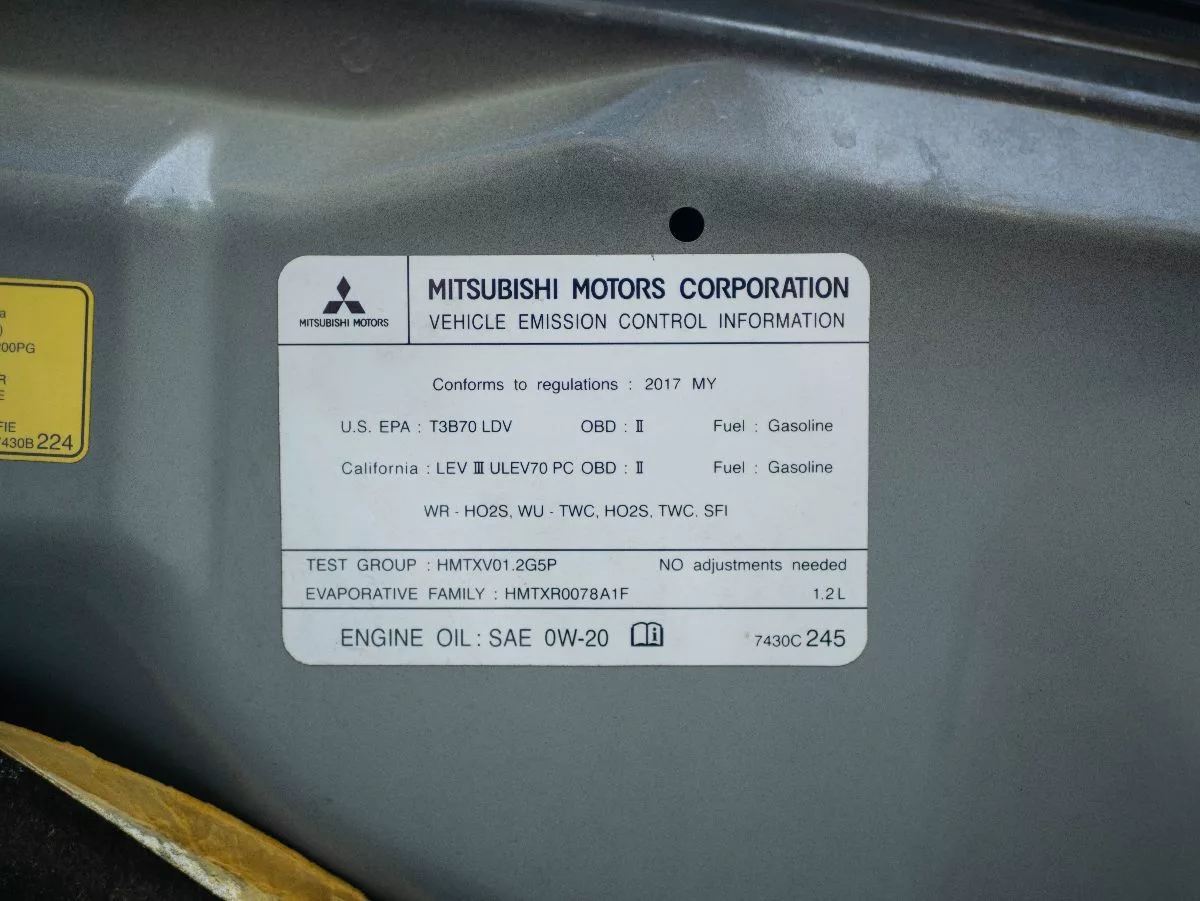 a
)
00PG
R
E
FIE
7430B 224
MITSUBISHI MOTORS
MITSUBISHI MOTORS CORPORATION
VEHICLE EMISSION CONTROL INFORMATION
Conforms to regulations : 2017 MY
U.S. EPA : T3B70 LDV OBD : Ⅱ Fuel : Gasoline
California : LEV Ⅲ ULEV70 PC OBD : Ⅱ Fuel : Gasoline
WR - HO2S, WU - TWC, HO2S, TWC, SFI
TEST GROUP : HMTXV01.2G5P NO adjustments needed
EVAPORATIVE FAMILY : HMTXR0078A1F 1.2 L
ENGINE OIL : SAE 0W-20 7430C 245